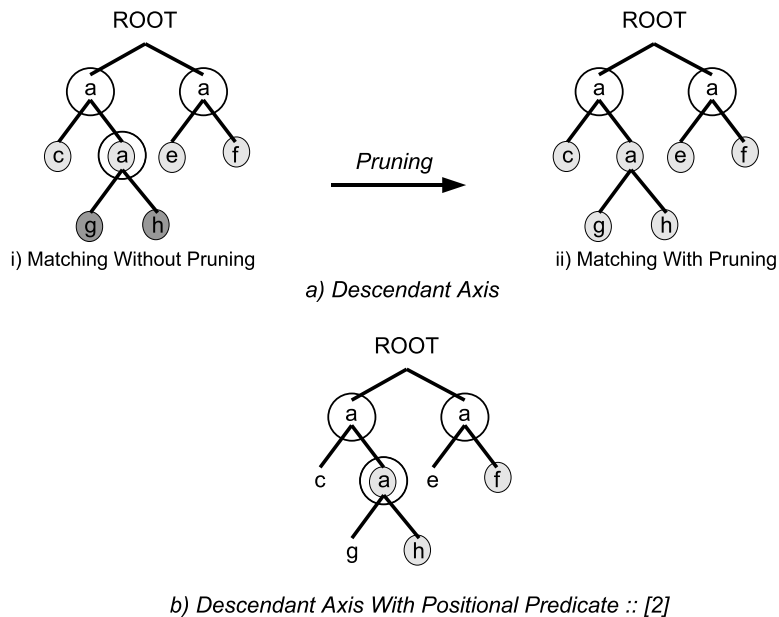 ROOT ROOT
a a a a
c a e f c a e f
Pruning
g h g h
i) Matching Without Pruning ii) Matching With Pruning
a) Descendant Axis
ROOT
a a
c a e f
g h
b) Descendant Axis With Positional Predicate :: [2]